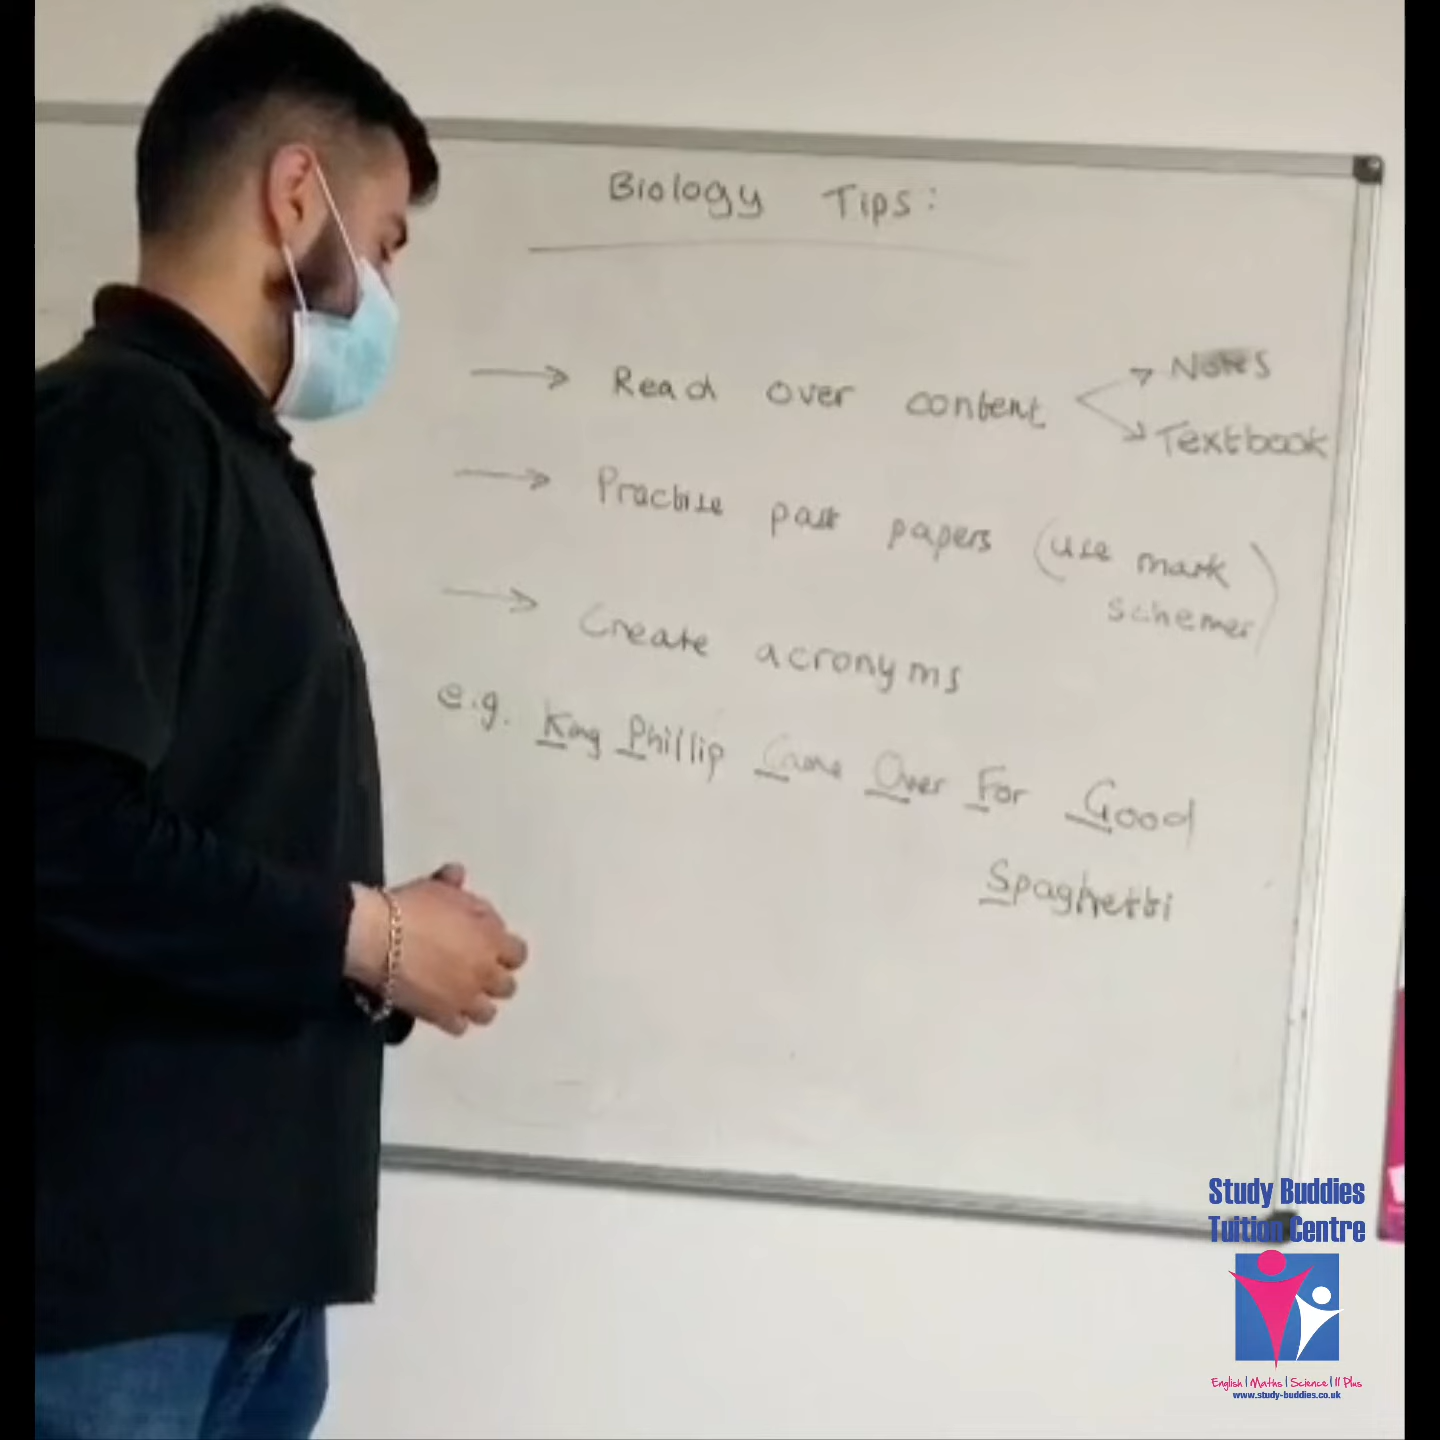 Biology Tips:
→ Read over content
Notes
Textbook
→ Practise past papers (use mark
schemes)
→ Create acronyms
e.g. King Phillip Came Over For Good
Spaghetti
Study Buddies
Tuition Centre
English | Maths | Science | 11 Plus
www.study-buddies.co.uk